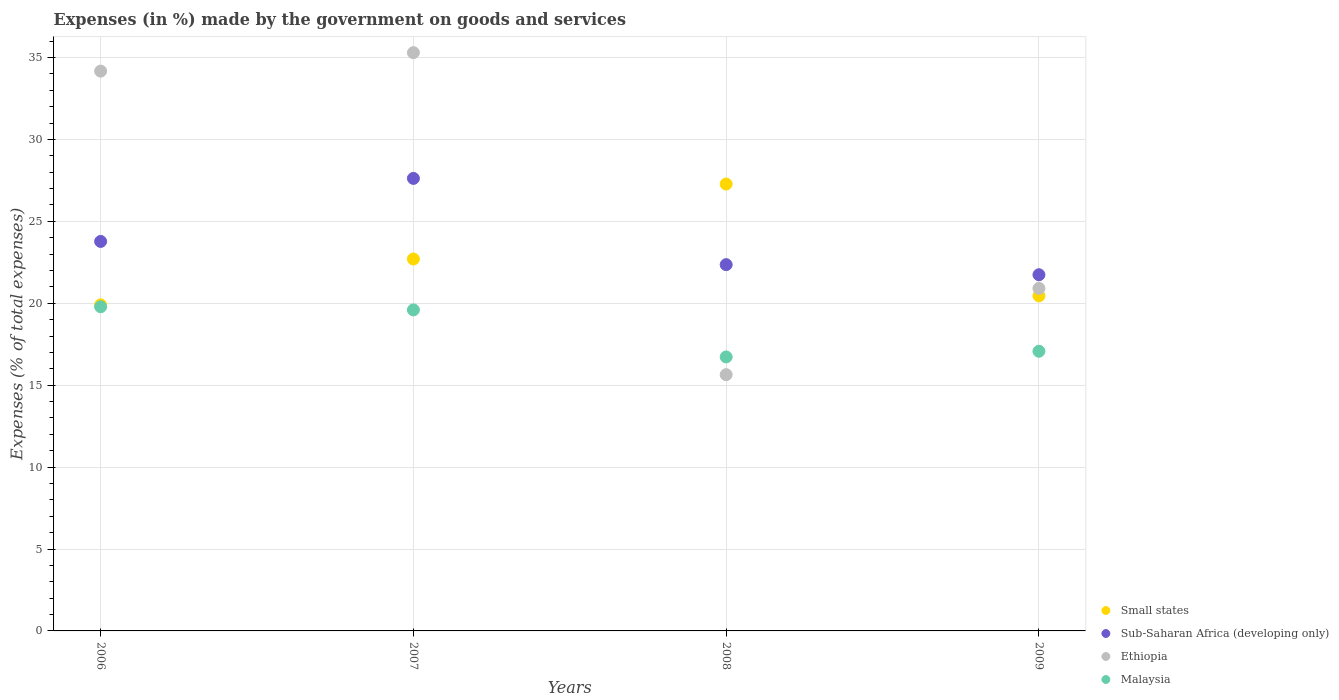 Expenses (in %) made by the government on goods and services
Expenses (% of total expenses)
35
30
25
20
15
10
5
0
2006
2007
2008
2009
Years
Small states
Sub-Saharan Africa (developing only)
Ethiopia
Malaysia